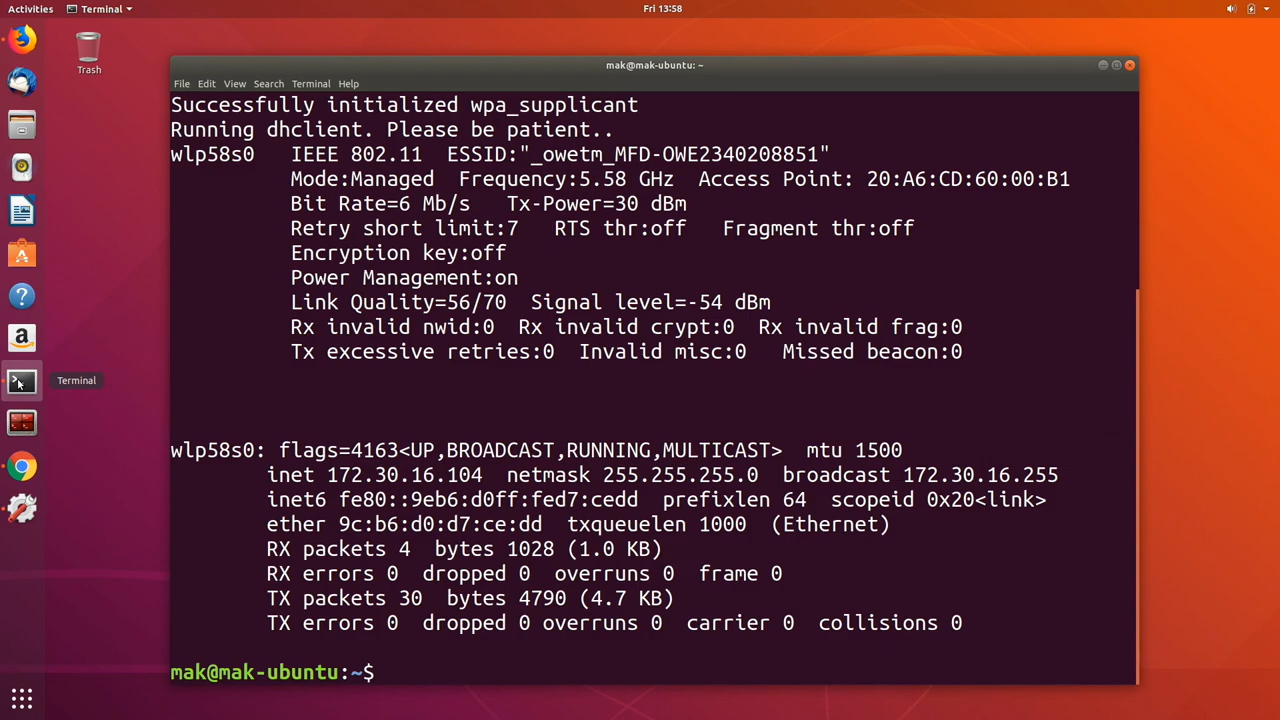 Activities Terminal Fri 13:58
Trash
mak@mak-ubuntu: ~
File Edit View Search Terminal Help
Successfully initialized wpa_supplicant
Running dhclient. Please be patient..
wlp58s0 IEEE 802.11 ESSID:"_owetm_MFD-OWE2340208851"
Mode:Managed Frequency:5.58 GHz Access Point: 20:A6:CD:60:00:B1
Bit Rate=6 Mb/s Tx-Power=30 dBm
Retry short limit:7 RTS thr:off Fragment thr:off
Encryption key:off
Power Management:on
Link Quality=56/70 Signal level=-54 dBm
Rx invalid nwid:0 Rx invalid crypt:0 Rx invalid frag:0
Tx excessive retries:0 Invalid misc:0 Missed beacon:0
Terminal
wlp58s0: flags=4163<UP,BROADCAST,RUNNING,MULTICAST> mtu 1500
inet 172.30.16.104 netmask 255.255.255.0 broadcast 172.30.16.255
inet6 fe80::9eb6:d0ff:fed7:cedd prefixlen 64 scopeid 0x20<link>
ether 9c:b6:d0:d7:ce:dd txqueuelen 1000 (Ethernet)
RX packets 4 bytes 1028 (1.0 KB)
RX errors 0 dropped 0 overruns 0 frame 0
TX packets 30 bytes 4790 (4.7 KB)
TX errors 0 dropped 0 overruns 0 carrier 0 collisions 0
mak@mak-ubuntu:~$